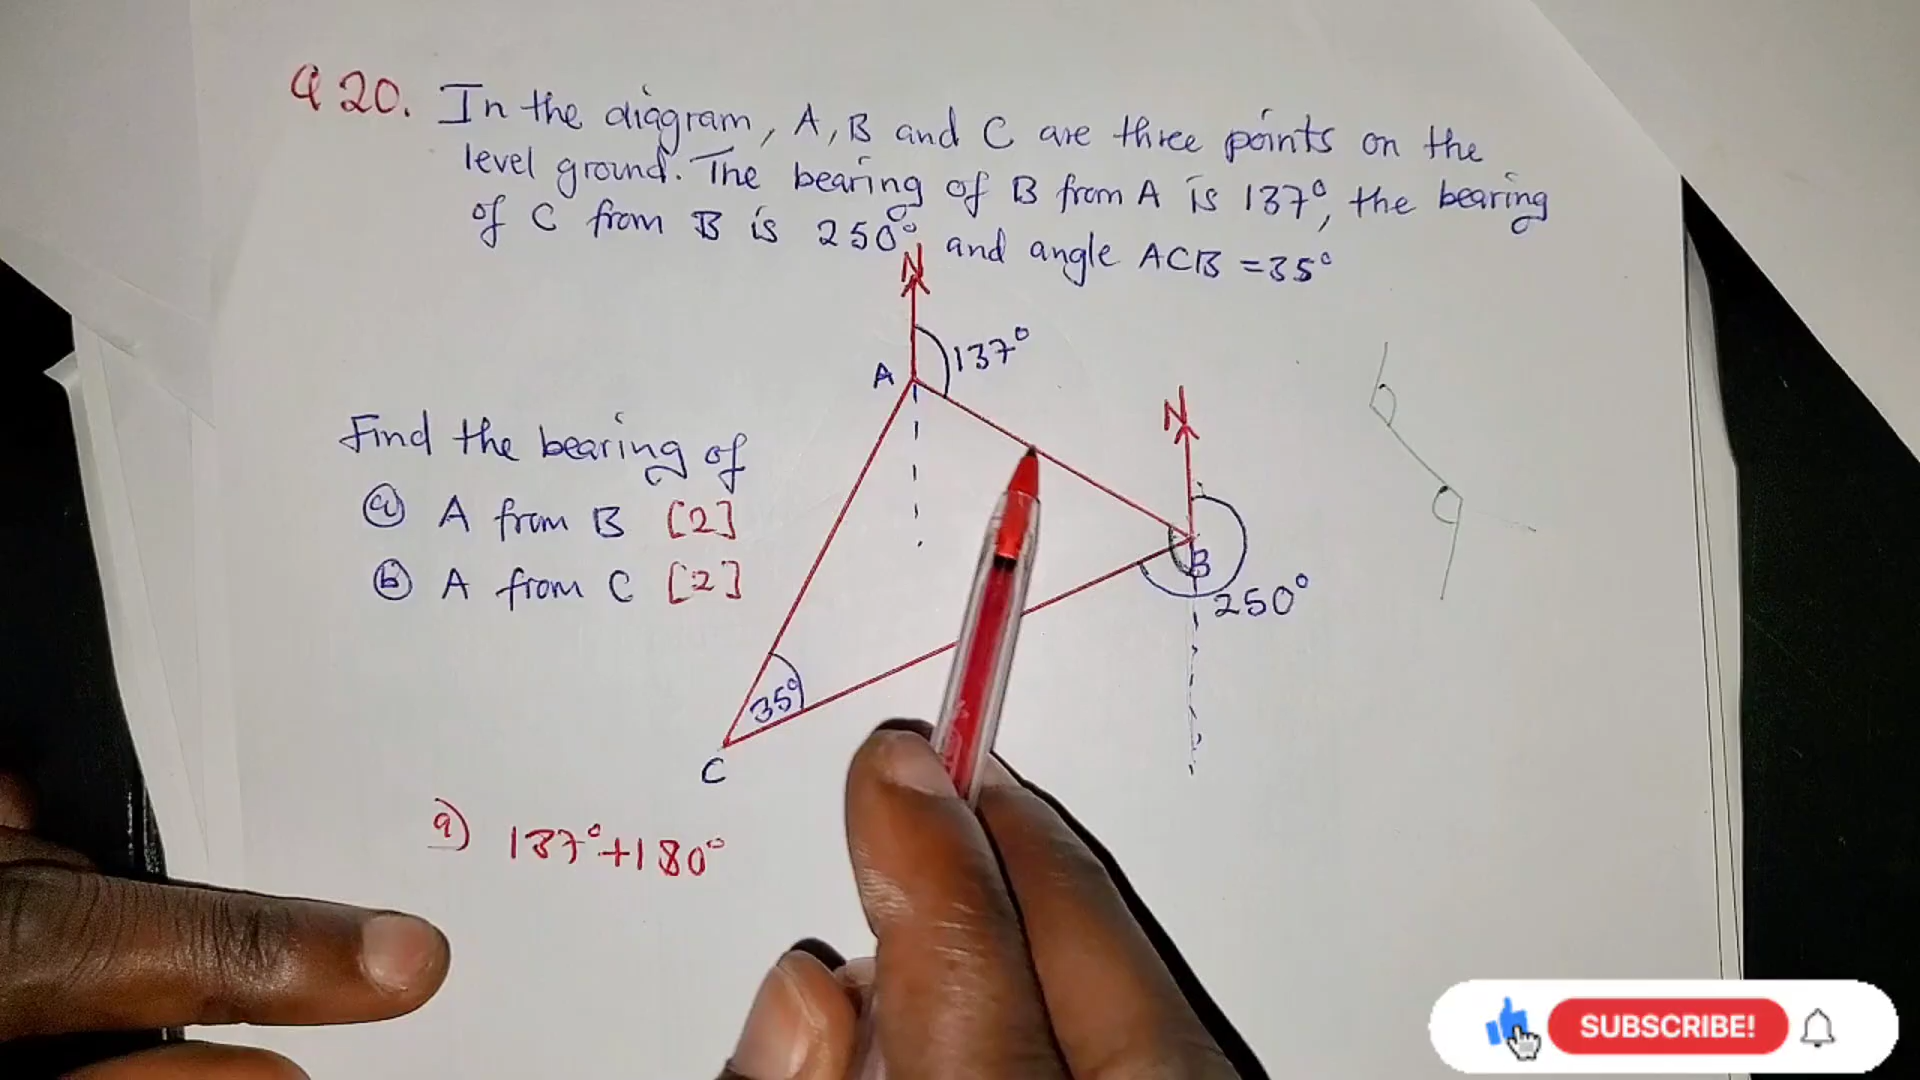 Q 20. In the diagram, A, B and C are three points on the
level ground. The bearing of B from A is 137°, the bearing
of C from B is 250° and angle ACB = 35°
N
A 137°
N
Find the bearing of
(a) A from B [2]
B
(b) A from C [2]
250°
35°
C
a) 137° + 180°
SUBSCRIBE!